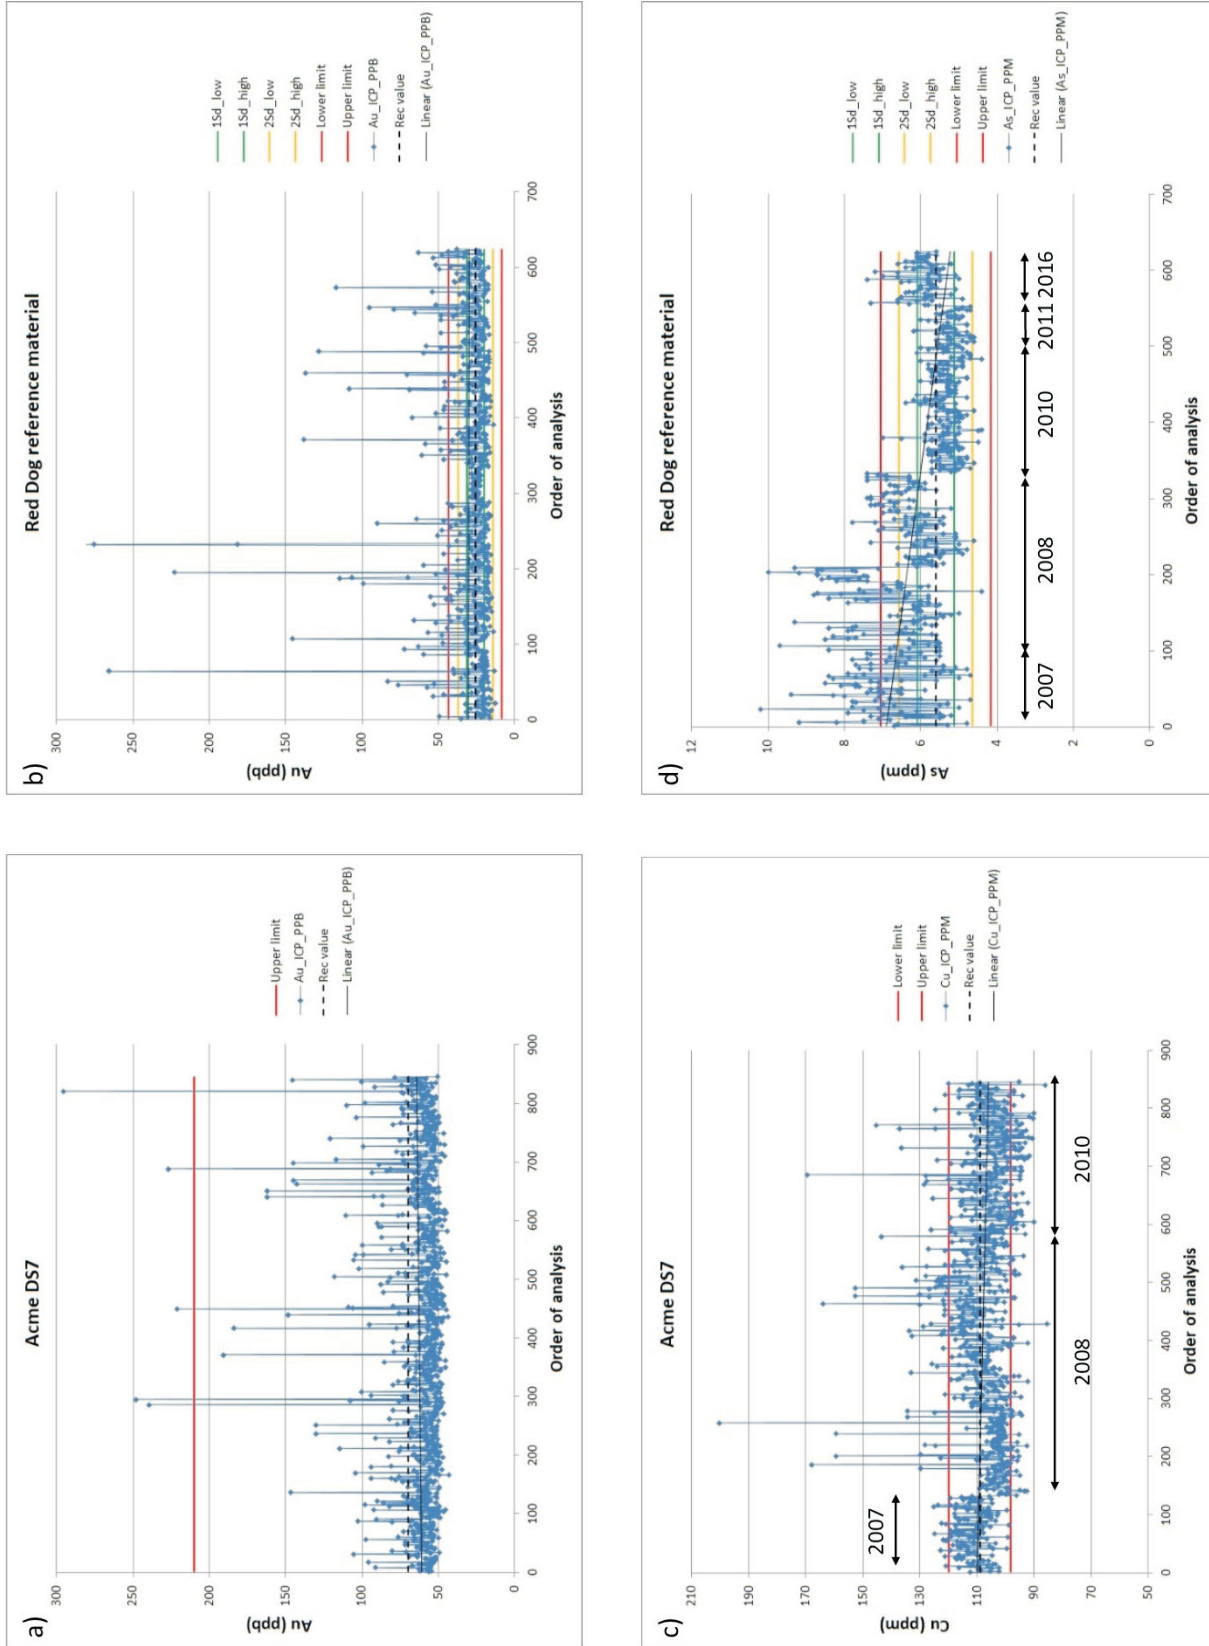 a)
Acme DS7
Au (ppb)
300
250
200
150
100
50
0
0
100
200
300
400
500
600
700
800
900
Order of analysis
Upper limit
Au_ICP_PPB
Rec value
Linear (Au_ICP_PPB)
b)
Red Dog reference material
Au (ppb)
300
250
200
150
100
50
0
0
100
200
300
400
500
600
700
Order of analysis
1Sd_low
1Sd_high
2Sd_low
2Sd_high
Lower limit
Upper limit
Au_ICP_PPB
Rec value
Linear (Au_ICP_PPB)
c)
Acme DS7
Cu (ppm)
210
190
170
150
130
110
90
70
50
0
100
200
300
400
500
600
700
800
900
2007
2008
2010
Order of analysis
Lower limit
Upper limit
Cu_ICP_PPM
Rec value
Linear (Cu_ICP_PPM)
d)
Red Dog reference material
As (ppm)
12
10
8
6
4
2
0
0
100
200
300
400
500
600
700
2007
2008
2010
2011
2016
Order of analysis
1Sd_low
1Sd_high
2Sd_low
2Sd_high
Lower limit
Upper limit
As_ICP_PPM
Rec value
Linear (As_ICP_PPM)